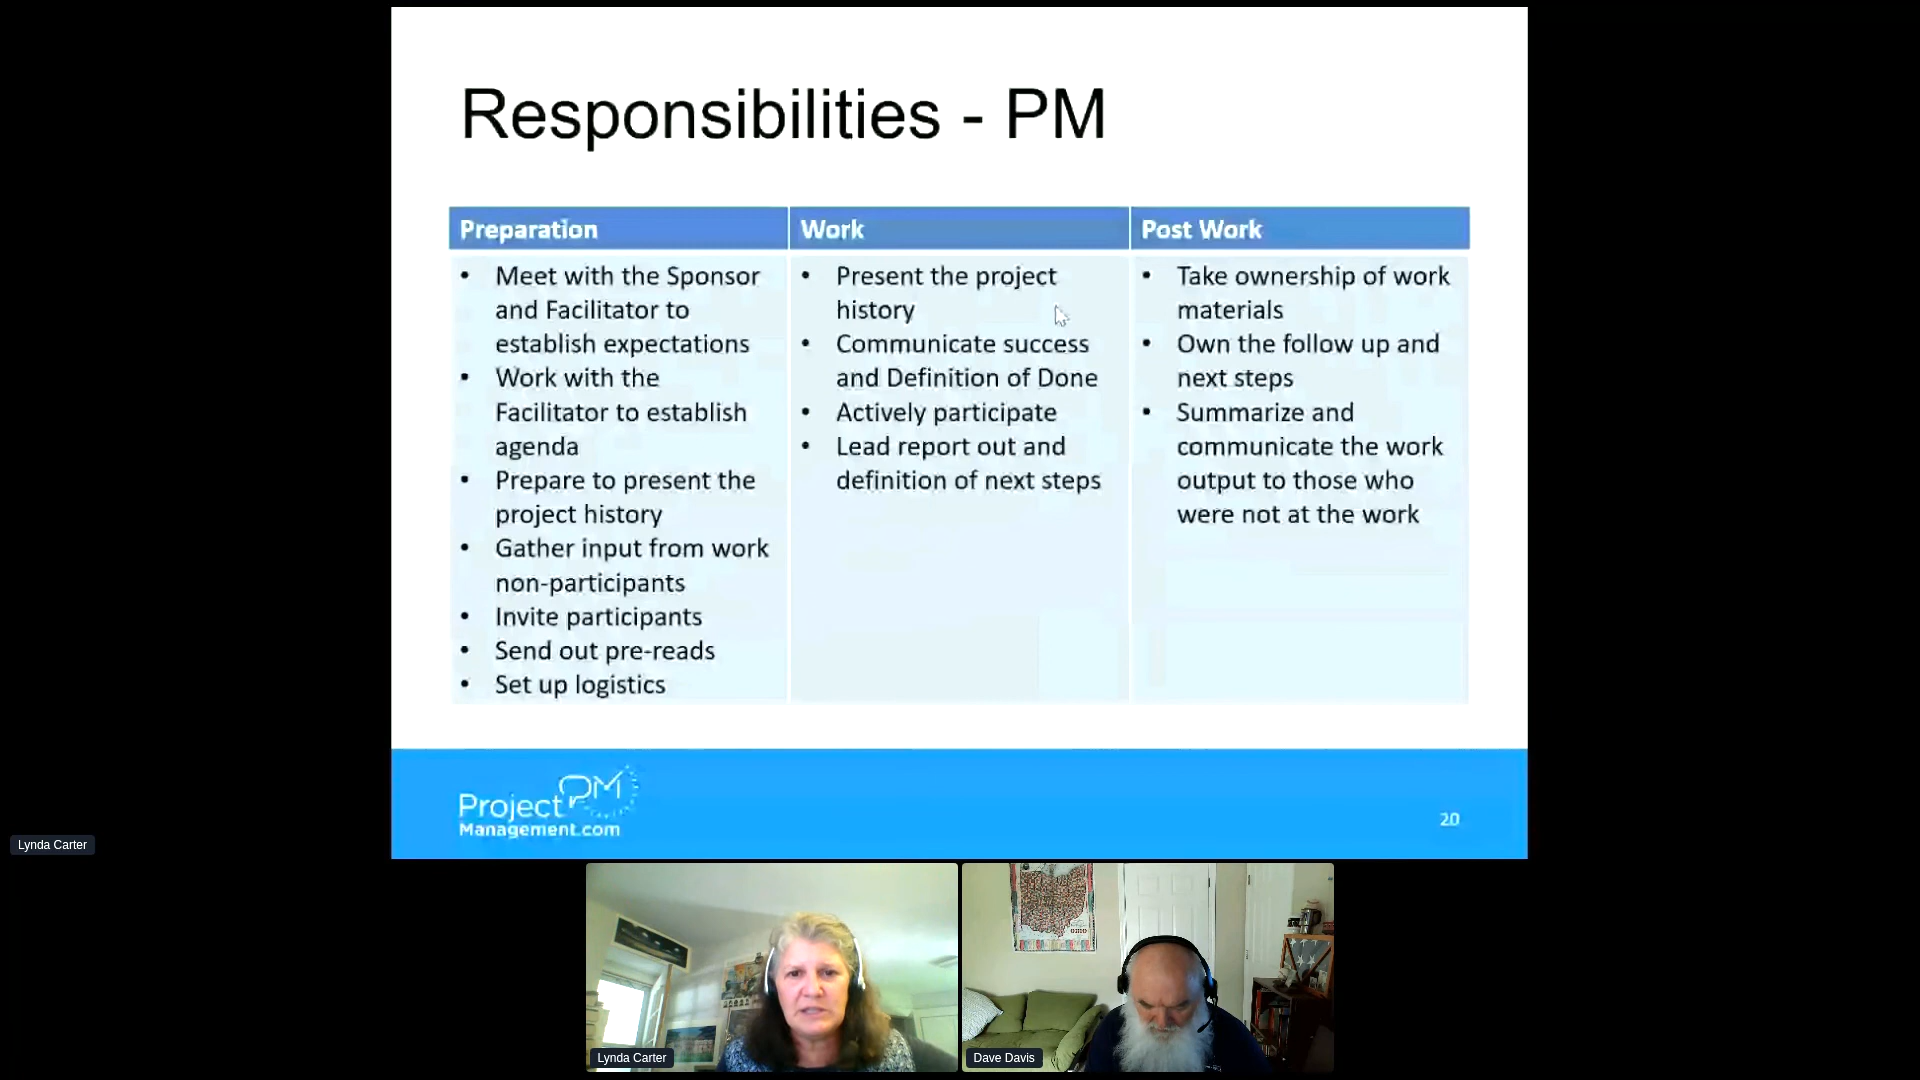 Responsibilities - PM
Preparation
Work
Post Work
• Meet with the Sponsor
and Facilitator to
establish expectations
• Work with the
Facilitator to establish
agenda
• Prepare to present the
project history
• Gather input from work
non-participants
• Invite participants
• Send out pre-reads
• Set up logistics
• Present the project
history
• Communicate success
and Definition of Done
• Actively participate
• Lead report out and
definition of next steps
• Take ownership of work
materials
• Own the follow up and
next steps
• Summarize and
communicate the work
output to those who
were not at the work
Project PM
Management.com
20
Lynda Carter
Lynda Carter
OHIO
Dave Davis